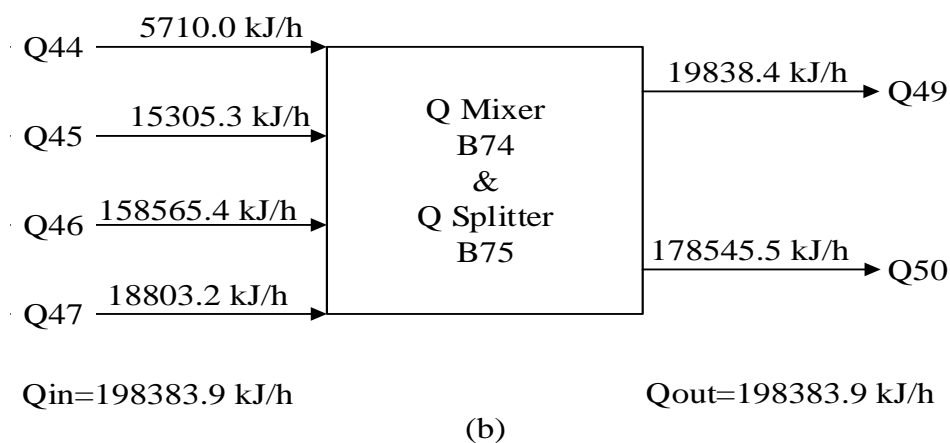 Q44 5710.0 kJ/h
Q45 15305.3 kJ/h
Q46 158565.4 kJ/h
Q47 18803.2 kJ/h
Q Mixer
B74
&
Q Splitter
B75
19838.4 kJ/h Q49
178545.5 kJ/h Q50
Qin=198383.9 kJ/h
Qout=198383.9 kJ/h
(b)